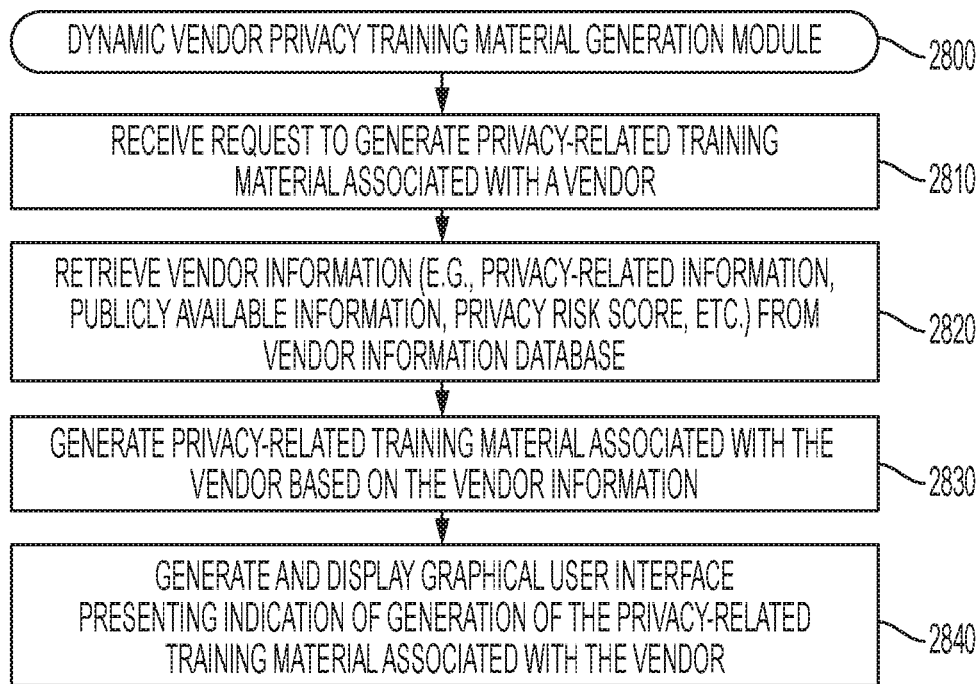 DYNAMIC VENDOR PRIVACY TRAINING MATERIAL GENERATION MODULE
2800
RECEIVE REQUEST TO GENERATE PRIVACY-RELATED TRAINING
MATERIAL ASSOCIATED WITH A VENDOR
2810
RETRIEVE VENDOR INFORMATION (E.G., PRIVACY-RELATED INFORMATION,
PUBLICLY AVAILABLE INFORMATION, PRIVACY RISK SCORE, ETC.) FROM
VENDOR INFORMATION DATABASE
2820
GENERATE PRIVACY-RELATED TRAINING MATERIAL ASSOCIATED WITH THE
VENDOR BASED ON THE VENDOR INFORMATION
2830
GENERATE AND DISPLAY GRAPHICAL USER INTERFACE
PRESENTING INDICATION OF GENERATION OF THE PRIVACY-RELATED
TRAINING MATERIAL ASSOCIATED WITH THE VENDOR
2840